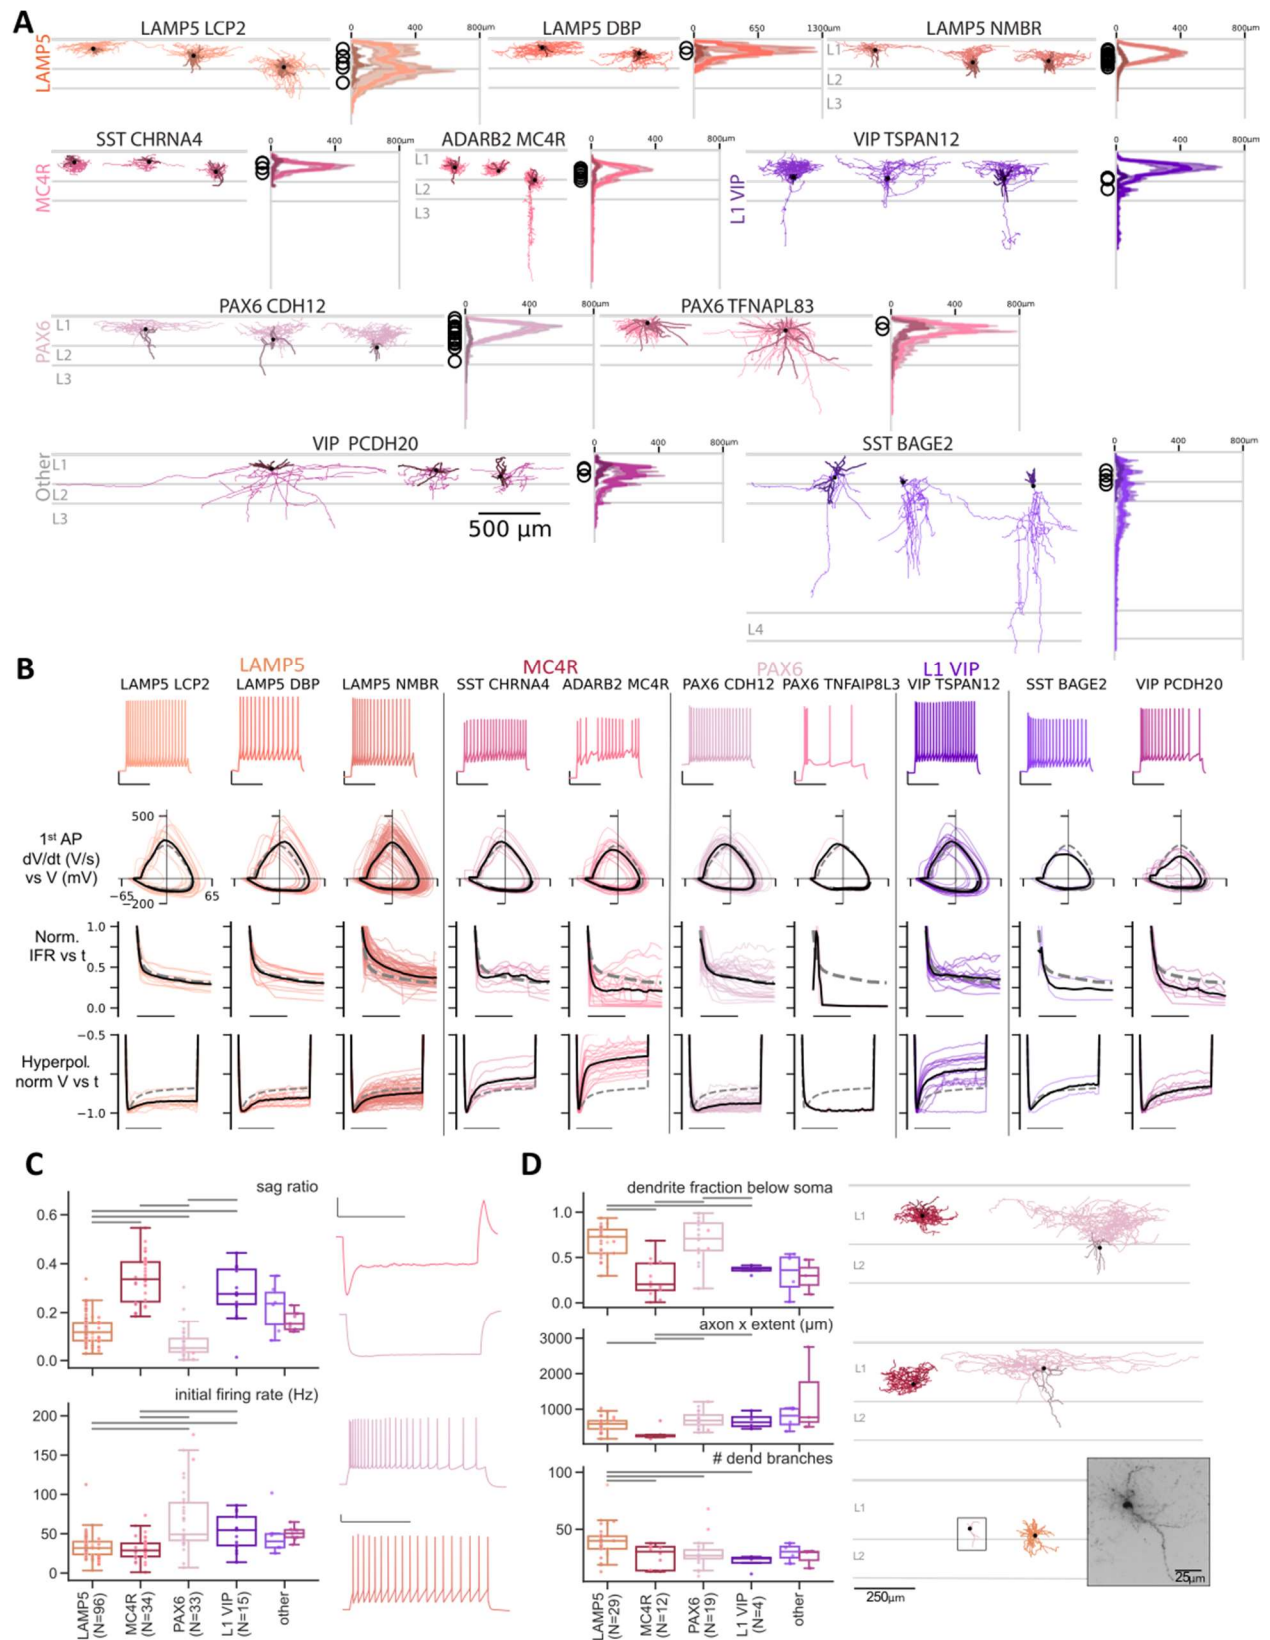 A
LAMP5 LCP2
LAMP5 DBP
LAMP5 NMBR
LAMP5
0 400 800μm
0 650 1300μm
0 400 800μm
L1
L2
L3
SST CHRNA4
ADARB2 MC4R
VIP TSPAN12
MC4R
0 400 800μm
L1
L2
L3
0 400 800μm
L1 VIP
0 400 800μm
PAX6 CDH12
PAX6 TFNAPL83
PAX6
L1
L2
L3
0 400 800μm
0 400 800μm
VIP PCDH20
SST BAGE2
Other
L1
L2
L3
0 400 800μm
0 400 800μm
500 μm
L4
B
LAMP5
MC4R
PAX6
L1 VIP
LAMP5 LCP2
LAMP5 DBP
LAMP5 NMBR
SST CHRNA4
ADARB2 MC4R
PAX6 CDH12
PAX6 TNFAIP8L3
VIP TSPAN12
SST BAGE2
VIP PCDH20
1st AP
dV/dt (V/s)
vs V (mV)
500
−65
65
−200
Norm.
IFR vs t
1.0
0.5
0.0
Hyperpol.
norm V vs t
−0.5
−1.0
C
sag ratio
0.6
0.4
0.2
0.0
initial firing rate (Hz)
200
150
100
50
0
LAMP5 (N=96)
MC4R (N=34)
PAX6 (N=33)
L1 VIP (N=15)
other
D
dendrite fraction below soma
1.0
0.5
0.0
axon x extent (μm)
3000
2000
1000
# dend branches
100
50
LAMP5 (N=29)
MC4R (N=12)
PAX6 (N=19)
L1 VIP (N=4)
other
L1
L2
L1
L2
L1
L2
250μm
25μm